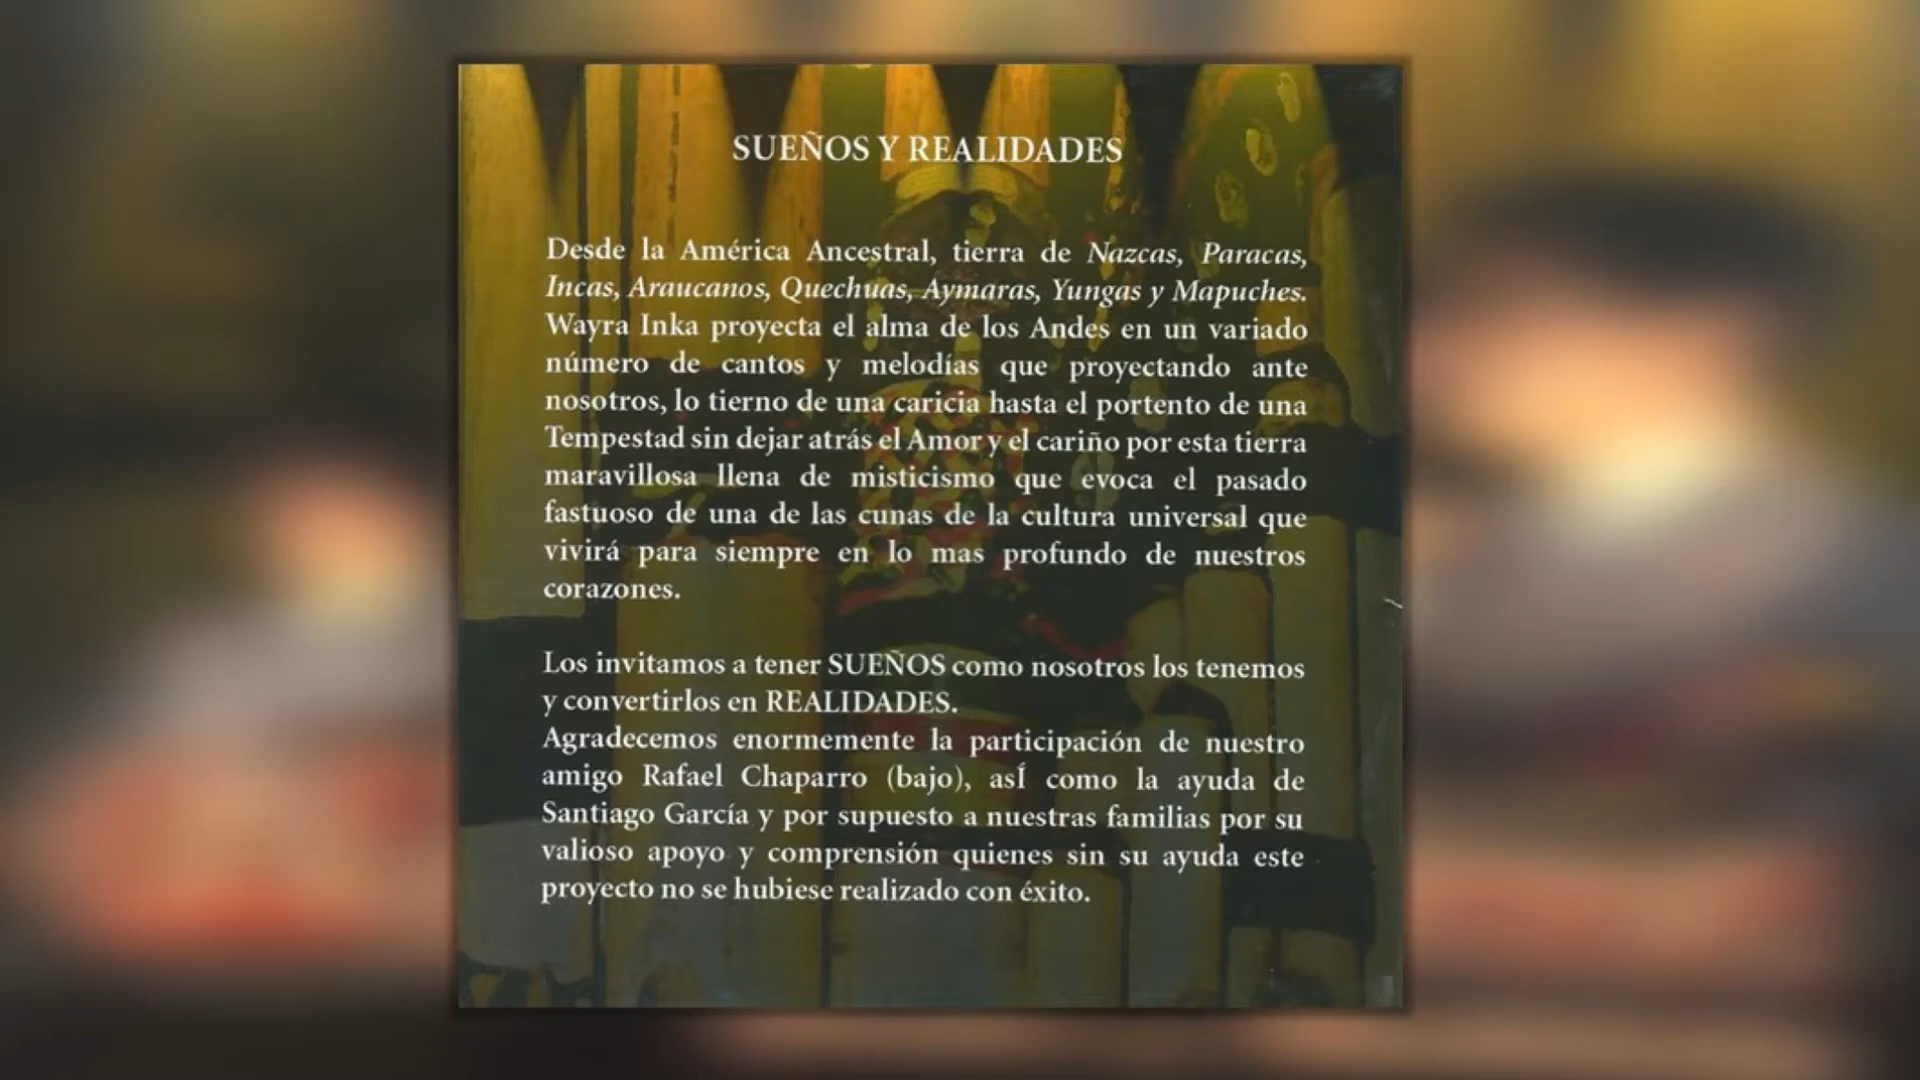 SUEÑOS Y REALIDADES
Desde la América Ancestral, tierra de Nazcas, Paracas,
Incas, Araucanos, Quechuas, Aymaras, Yungas y Mapuches.
Wayra Inka proyecta el alma de los Andes en un variado
número de cantos y melodías que proyectando ante
nosotros, lo tierno de una caricia hasta el portento de una
Tempestad sin dejar atrás el Amor y el cariño por esta tierra
maravillosa llena de misticismo que evoca el pasado
fastuoso de una de las cunas de la cultura universal que
vivirá para siempre en lo mas profundo de nuestros
corazones.
Los invitamos a tener SUEÑOS como nosotros los tenemos
y convertirlos en REALIDADES.
Agradecemos enormemente la participación de nuestro
amigo Rafael Chaparro (bajo), asÍ como la ayuda de
Santiago García y por supuesto a nuestras familias por su
valioso apoyo y comprensión quienes sin su ayuda este
proyecto no se hubiese realizado con éxito.